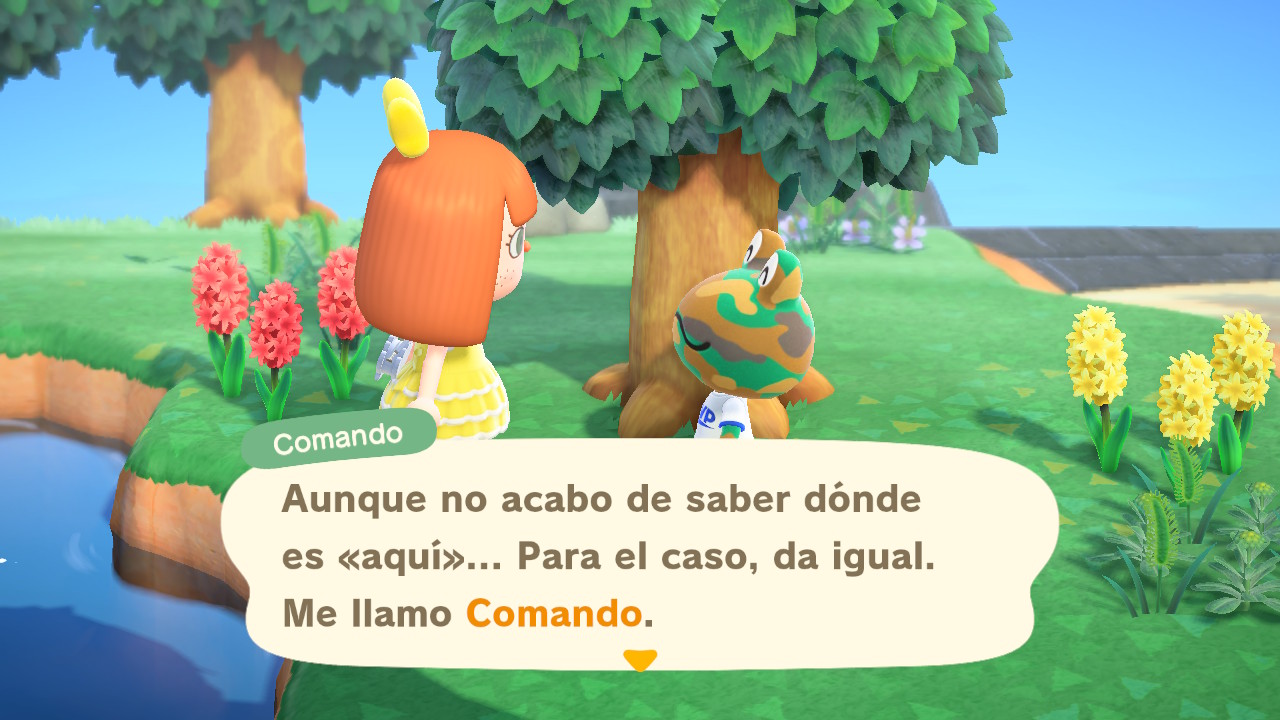 Comando
Aunque no acabo de saber dónde
es «aquí»... Para el caso, da igual.
Me llamo Comando.